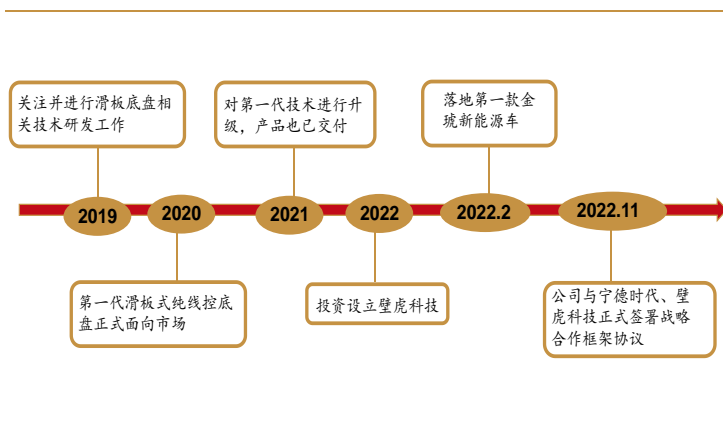 关注并进行滑板底盘相
关技术研发工作
对第一代技术进行升
级，产品也已交付
落地第一款金
琥新能源车
2019
2020
2021
2022
2022.2
2022.11
第一代滑板式纯线控底
盘正式面向市场
投资设立壁虎科技
公司与宁德时代、壁
虎科技正式签署战略
合作框架协议